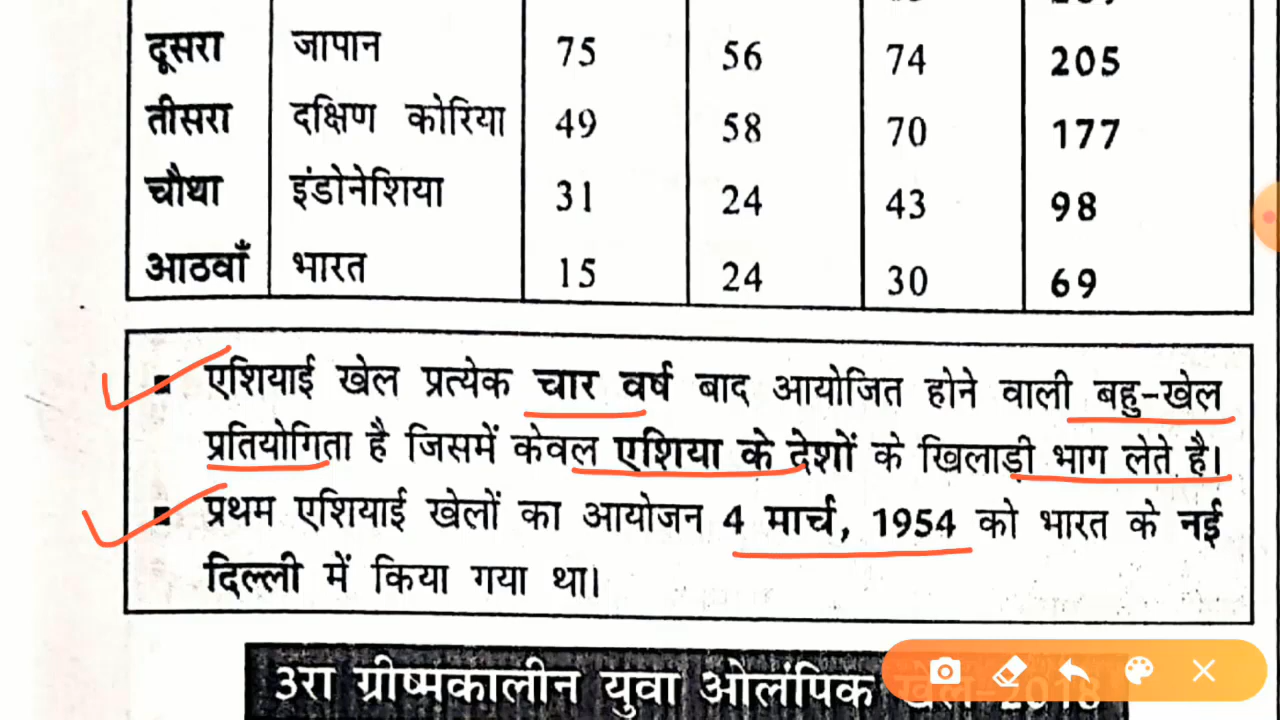 दूसरा जापान 75 56 74 205
तीसरा दक्षिण कोरिया 49 58 70 177
चौथा इंडोनेशिया 31 24 43 98
आठवाँ भारत 15 24 30 69
▪ एशियाई खेल प्रत्येक चार वर्ष बाद आयोजित होने वाली बहु-खेल
प्रतियोगिता है जिसमें केवल एशिया के देशों के खिलाड़ी भाग लेते है।
▪ प्रथम एशियाई खेलों का आयोजन 4 मार्च, 1954 को भारत के नई
दिल्ली में किया गया था।
3रा ग्रीष्मकालीन युवा ओलंपिक खेल-2018